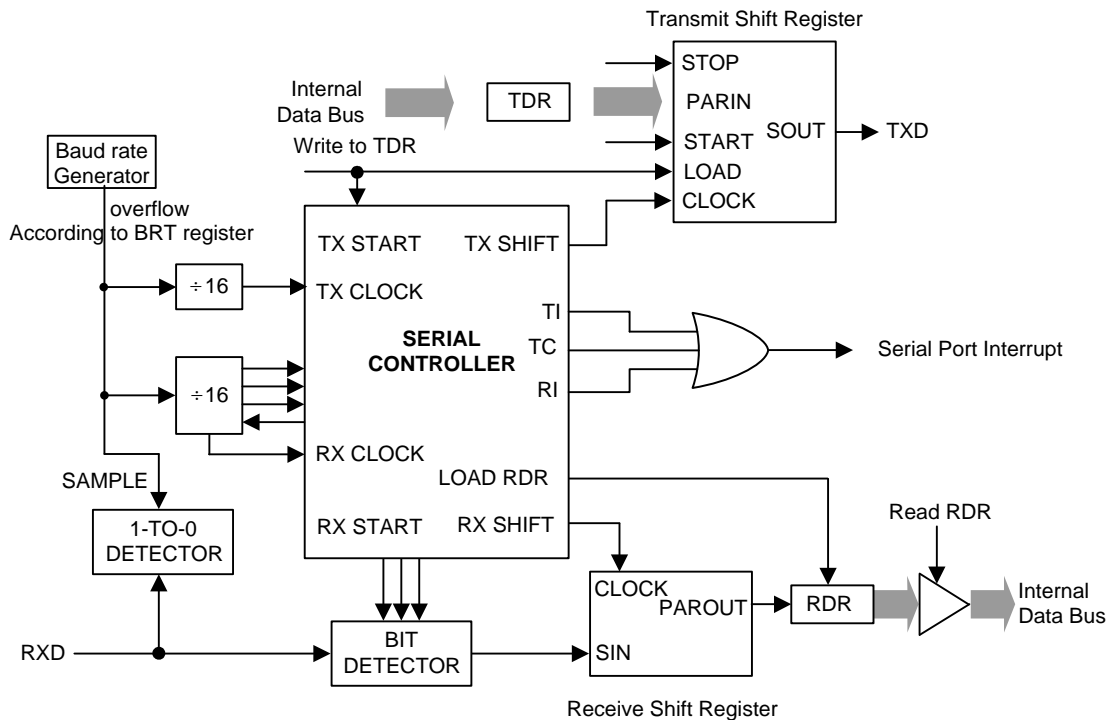 Transmit Shift Register
STOP
Internal
Data Bus
TDR
PARIN
SOUT
TXD
Write to TDR
START
LOAD
CLOCK
Baud rate
Generator
overflow
According to BRT register
TX START
TX SHIFT
÷16
TX CLOCK
TI
SERIAL
CONTROLLER
TC
Serial Port Interrupt
÷16
RI
RX CLOCK
LOAD RDR
SAMPLE
1-TO-0
DETECTOR
RX START
RX SHIFT
Read RDR
CLOCK
PAROUT
RDR
Internal
Data Bus
RXD
BIT
DETECTOR
SIN
Receive Shift Register